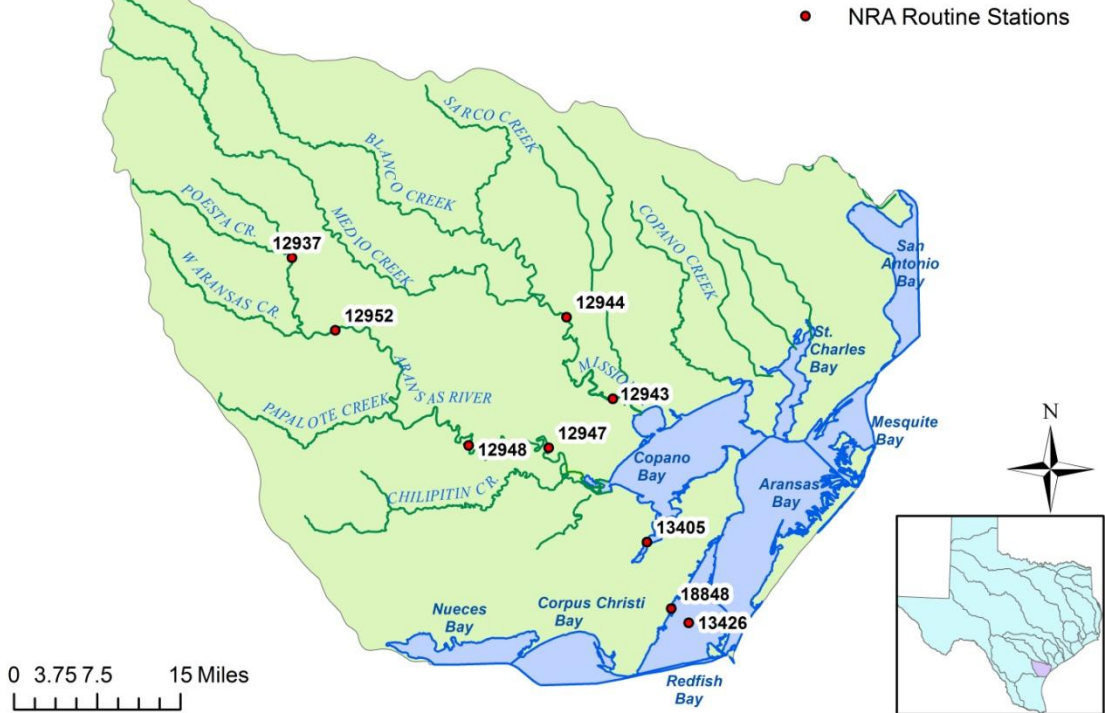 NRA Routine Stations
SARCO CREEK
BLANCO CREEK
POESTA CR.
MEDIO CREEK
COPANO CREEK
12937
W ARANSAS CR.
San
Antonio
Bay
12944
12952
St.
Charles
Bay
MISSIO
ARANSAS RIVER
12943
PAPALOTE CREEK
Mesquite
Bay
N
12948
12947
Copano
Bay
Aransas
Bay
CHILIPITIN CR.
13405
18848
13426
Nueces
Bay
Corpus Christi
Bay
Redfish
Bay
0 3.75 7.5 15 Miles